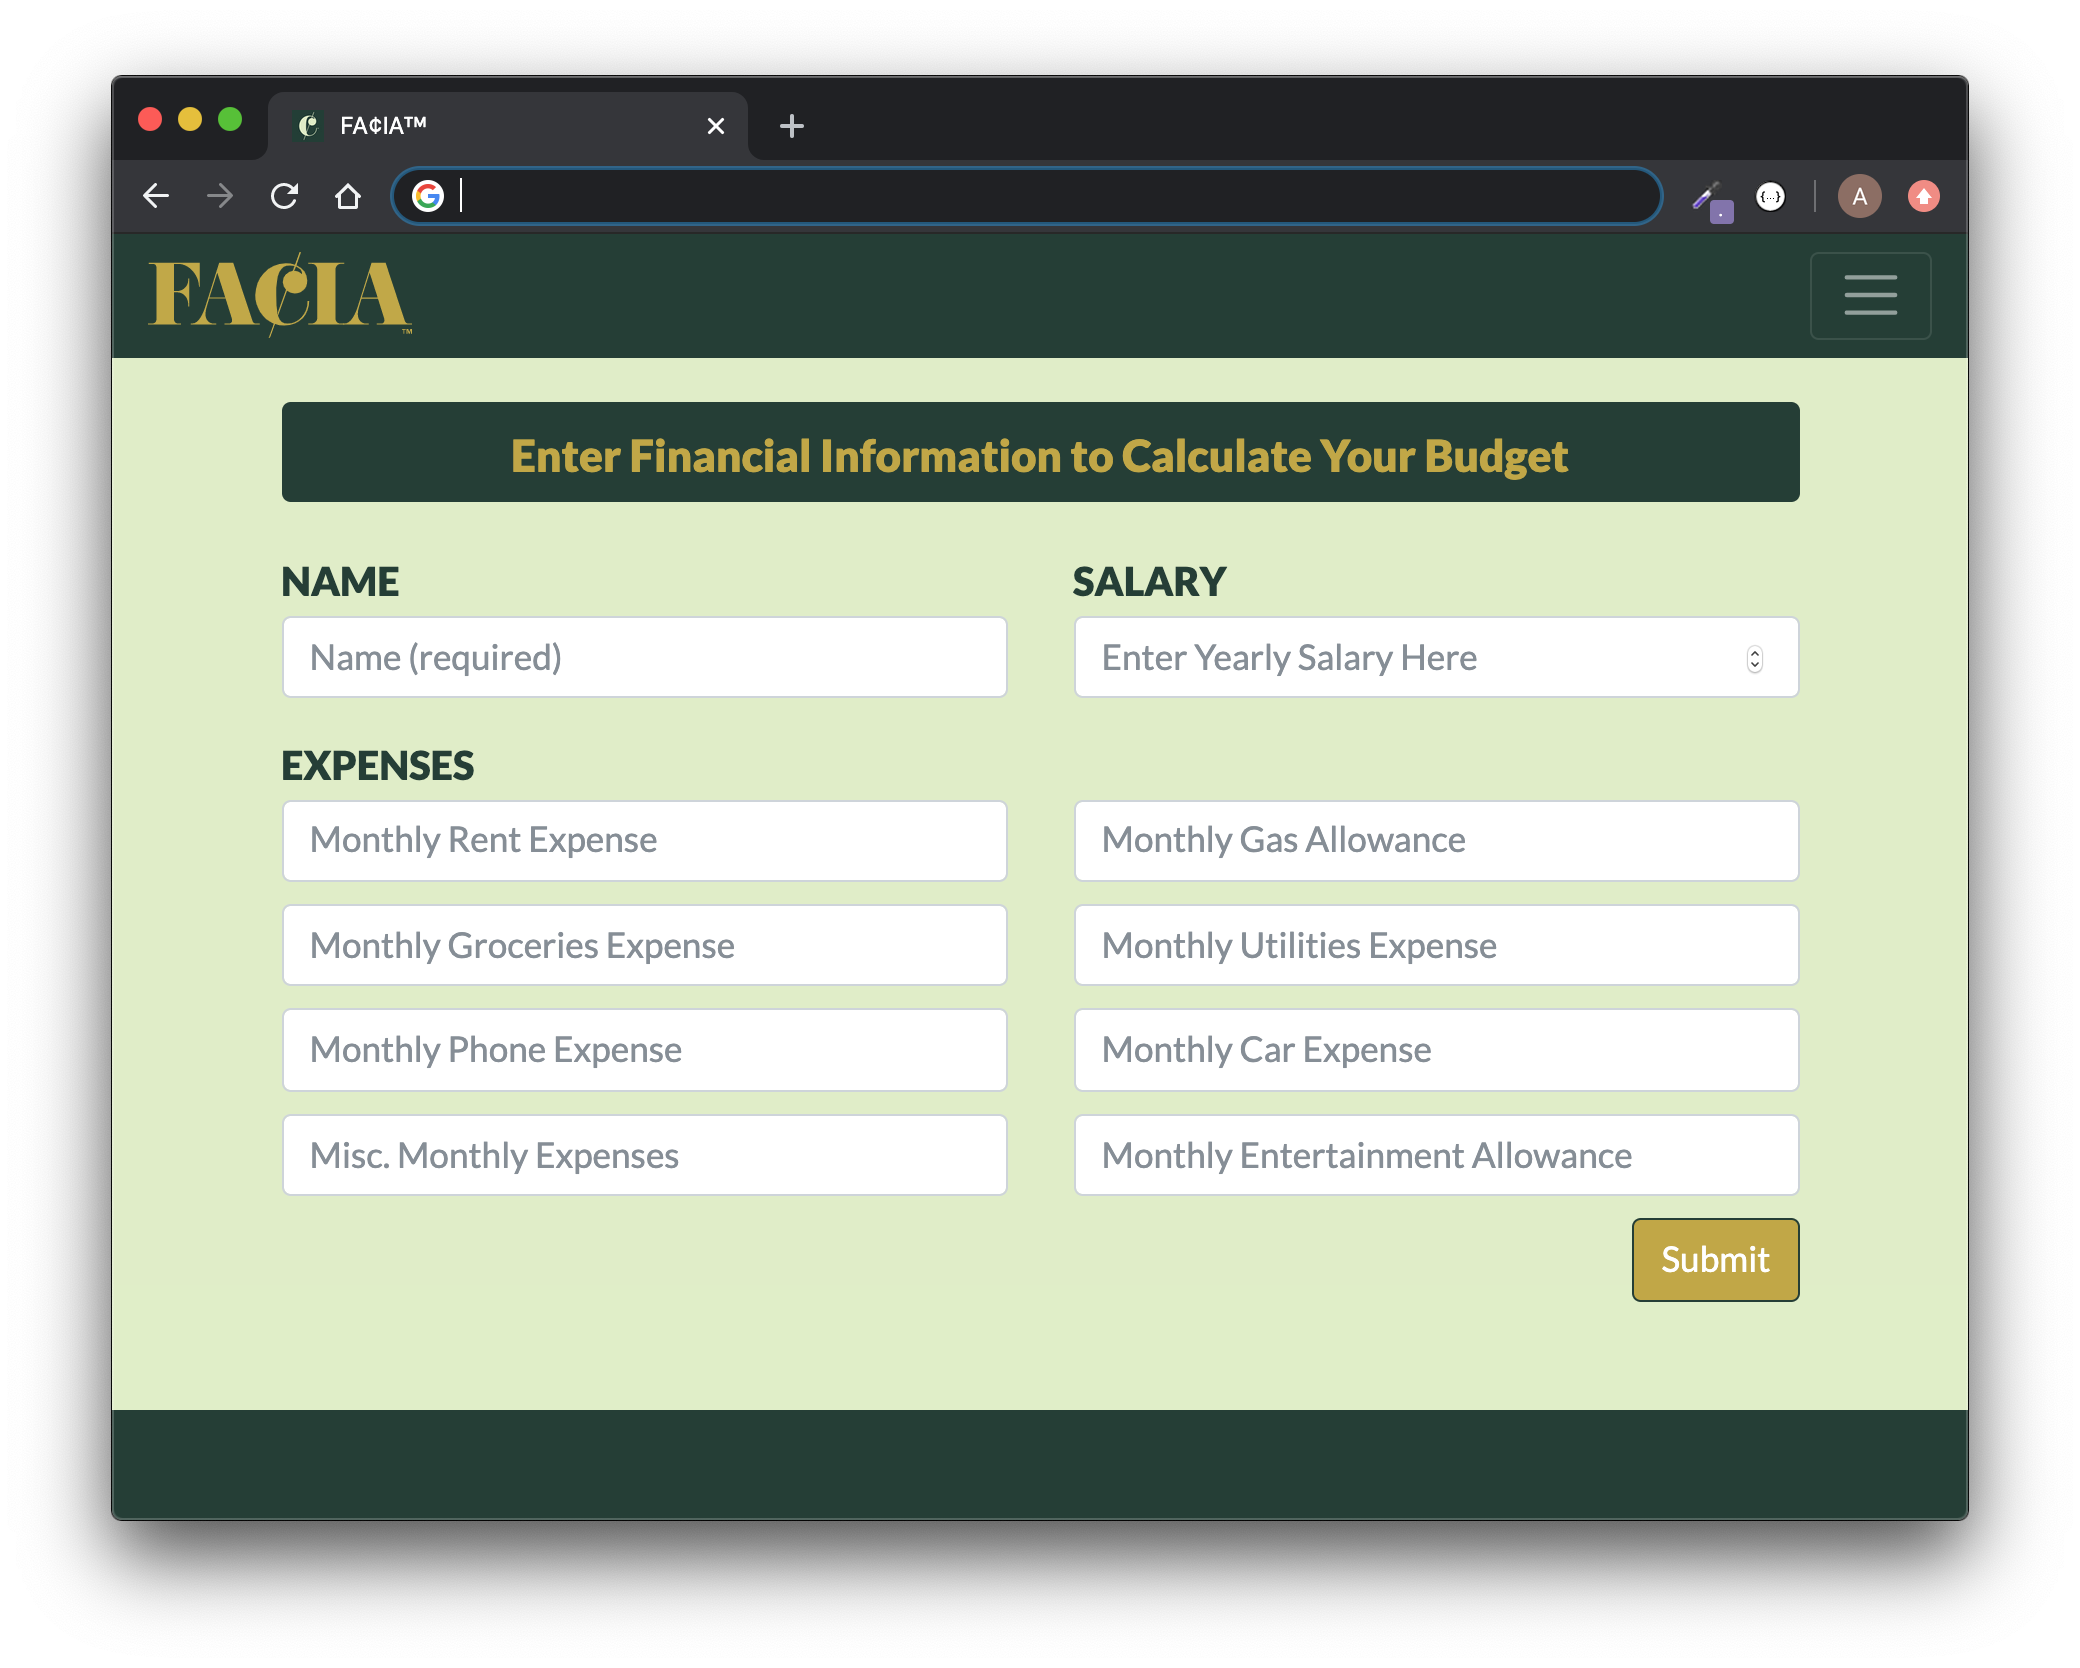 FA¢IA™
A
FA¢IA™
Enter Financial Information to Calculate Your Budget
NAME
SALARY
Name (required)
Enter Yearly Salary Here
EXPENSES
Monthly Rent Expense
Monthly Gas Allowance
Monthly Groceries Expense
Monthly Utilities Expense
Monthly Phone Expense
Monthly Car Expense
Misc. Monthly Expenses
Monthly Entertainment Allowance
Submit